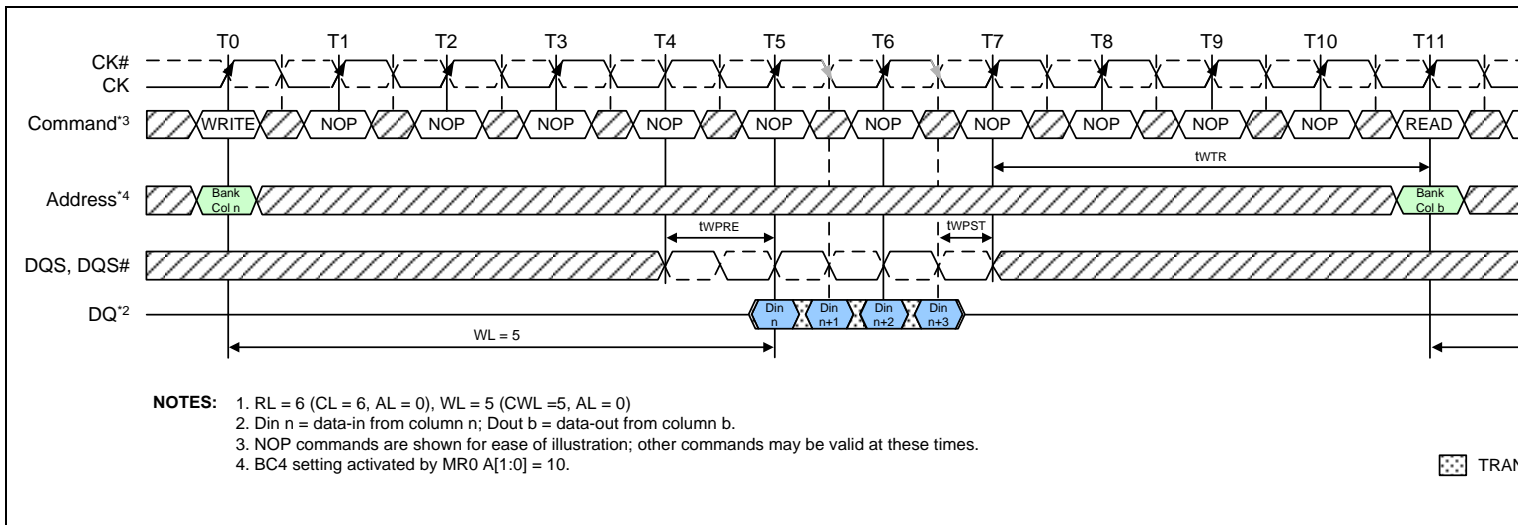 T0 T1 T2 T3 T4 T5 T6 T7 T8 T9 T10 T11
CK#
CK
Command*3 WRITE NOP NOP NOP NOP NOP NOP NOP NOP NOP NOP READ
tWTR
Address*4 Bank Col n Bank Col b
tWPRE tWPST
DQS, DQS#
DQ*2 Din n Din n+1 Din n+2 Din n+3
WL = 5
NOTES: 1. RL = 6 (CL = 6, AL = 0), WL = 5 (CWL =5, AL = 0)
2. Din n = data-in from column n; Dout b = data-out from column b.
3. NOP commands are shown for ease of illustration; other commands may be valid at these times.
4. BC4 setting activated by MR0 A[1:0] = 10.
TRAN